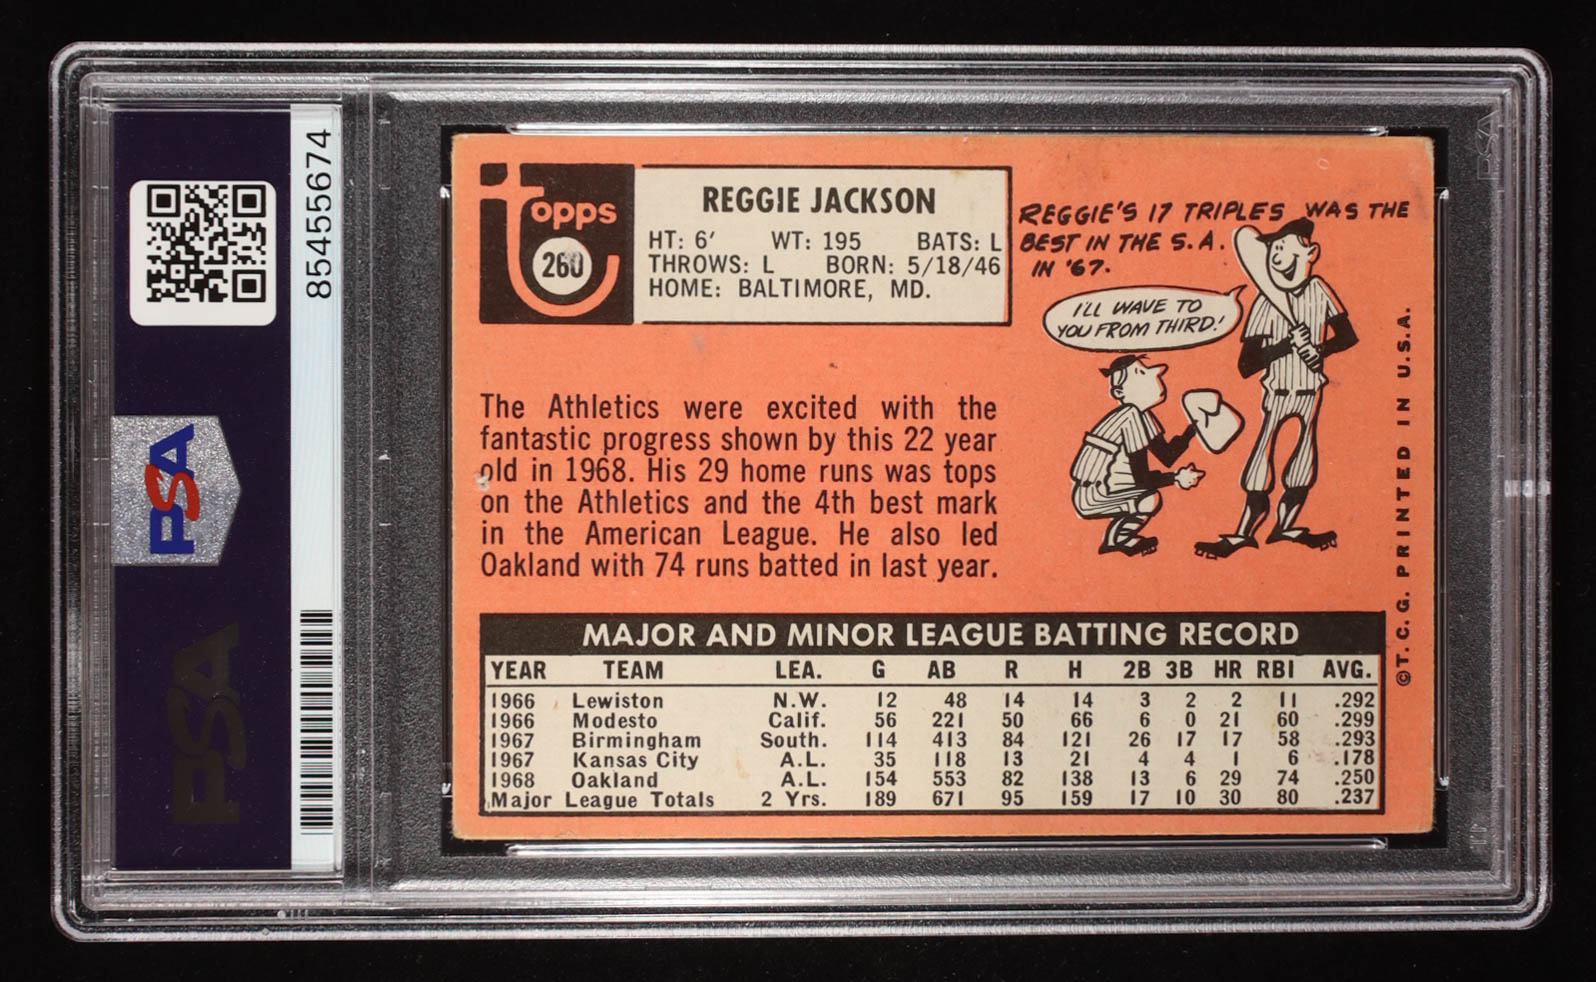 85455674
PSA
PSA
PSA
topps
260
REGGIE JACKSON
HT: 6′ WT: 195 BATS: L
THROWS: L BORN: 5/18/46
HOME: BALTIMORE, MD.
REGGIE'S 17 TRIPLES WAS THE
BEST IN THE S.A.
IN '67.
I'LL WAVE TO
YOU FROM THIRD!
The Athletics were excited with the
fantastic progress shown by this 22 year
old in 1968. His 29 home runs was tops
on the Athletics and the 4th best mark
in the American League. He also led
Oakland with 74 runs batted in last year.
MAJOR AND MINOR LEAGUE BATTING RECORD
YEAR TEAM LEA. G AB R H 2B 3B HR RBI AVG.
1966 Lewiston N.W. 12 48 14 14 3 2 2 11 .292
1966 Modesto Calif. 56 221 50 66 6 0 21 60 .299
1967 Birmingham South. 114 413 84 121 26 17 17 58 .293
1967 Kansas City A.L. 35 118 13 21 4 4 1 6 .178
1968 Oakland A.L. 154 553 82 138 13 6 29 74 .250
Major League Totals 2 Yrs. 189 671 95 159 17 10 30 80 .237
©T. C. G. PRINTED IN U.S.A.